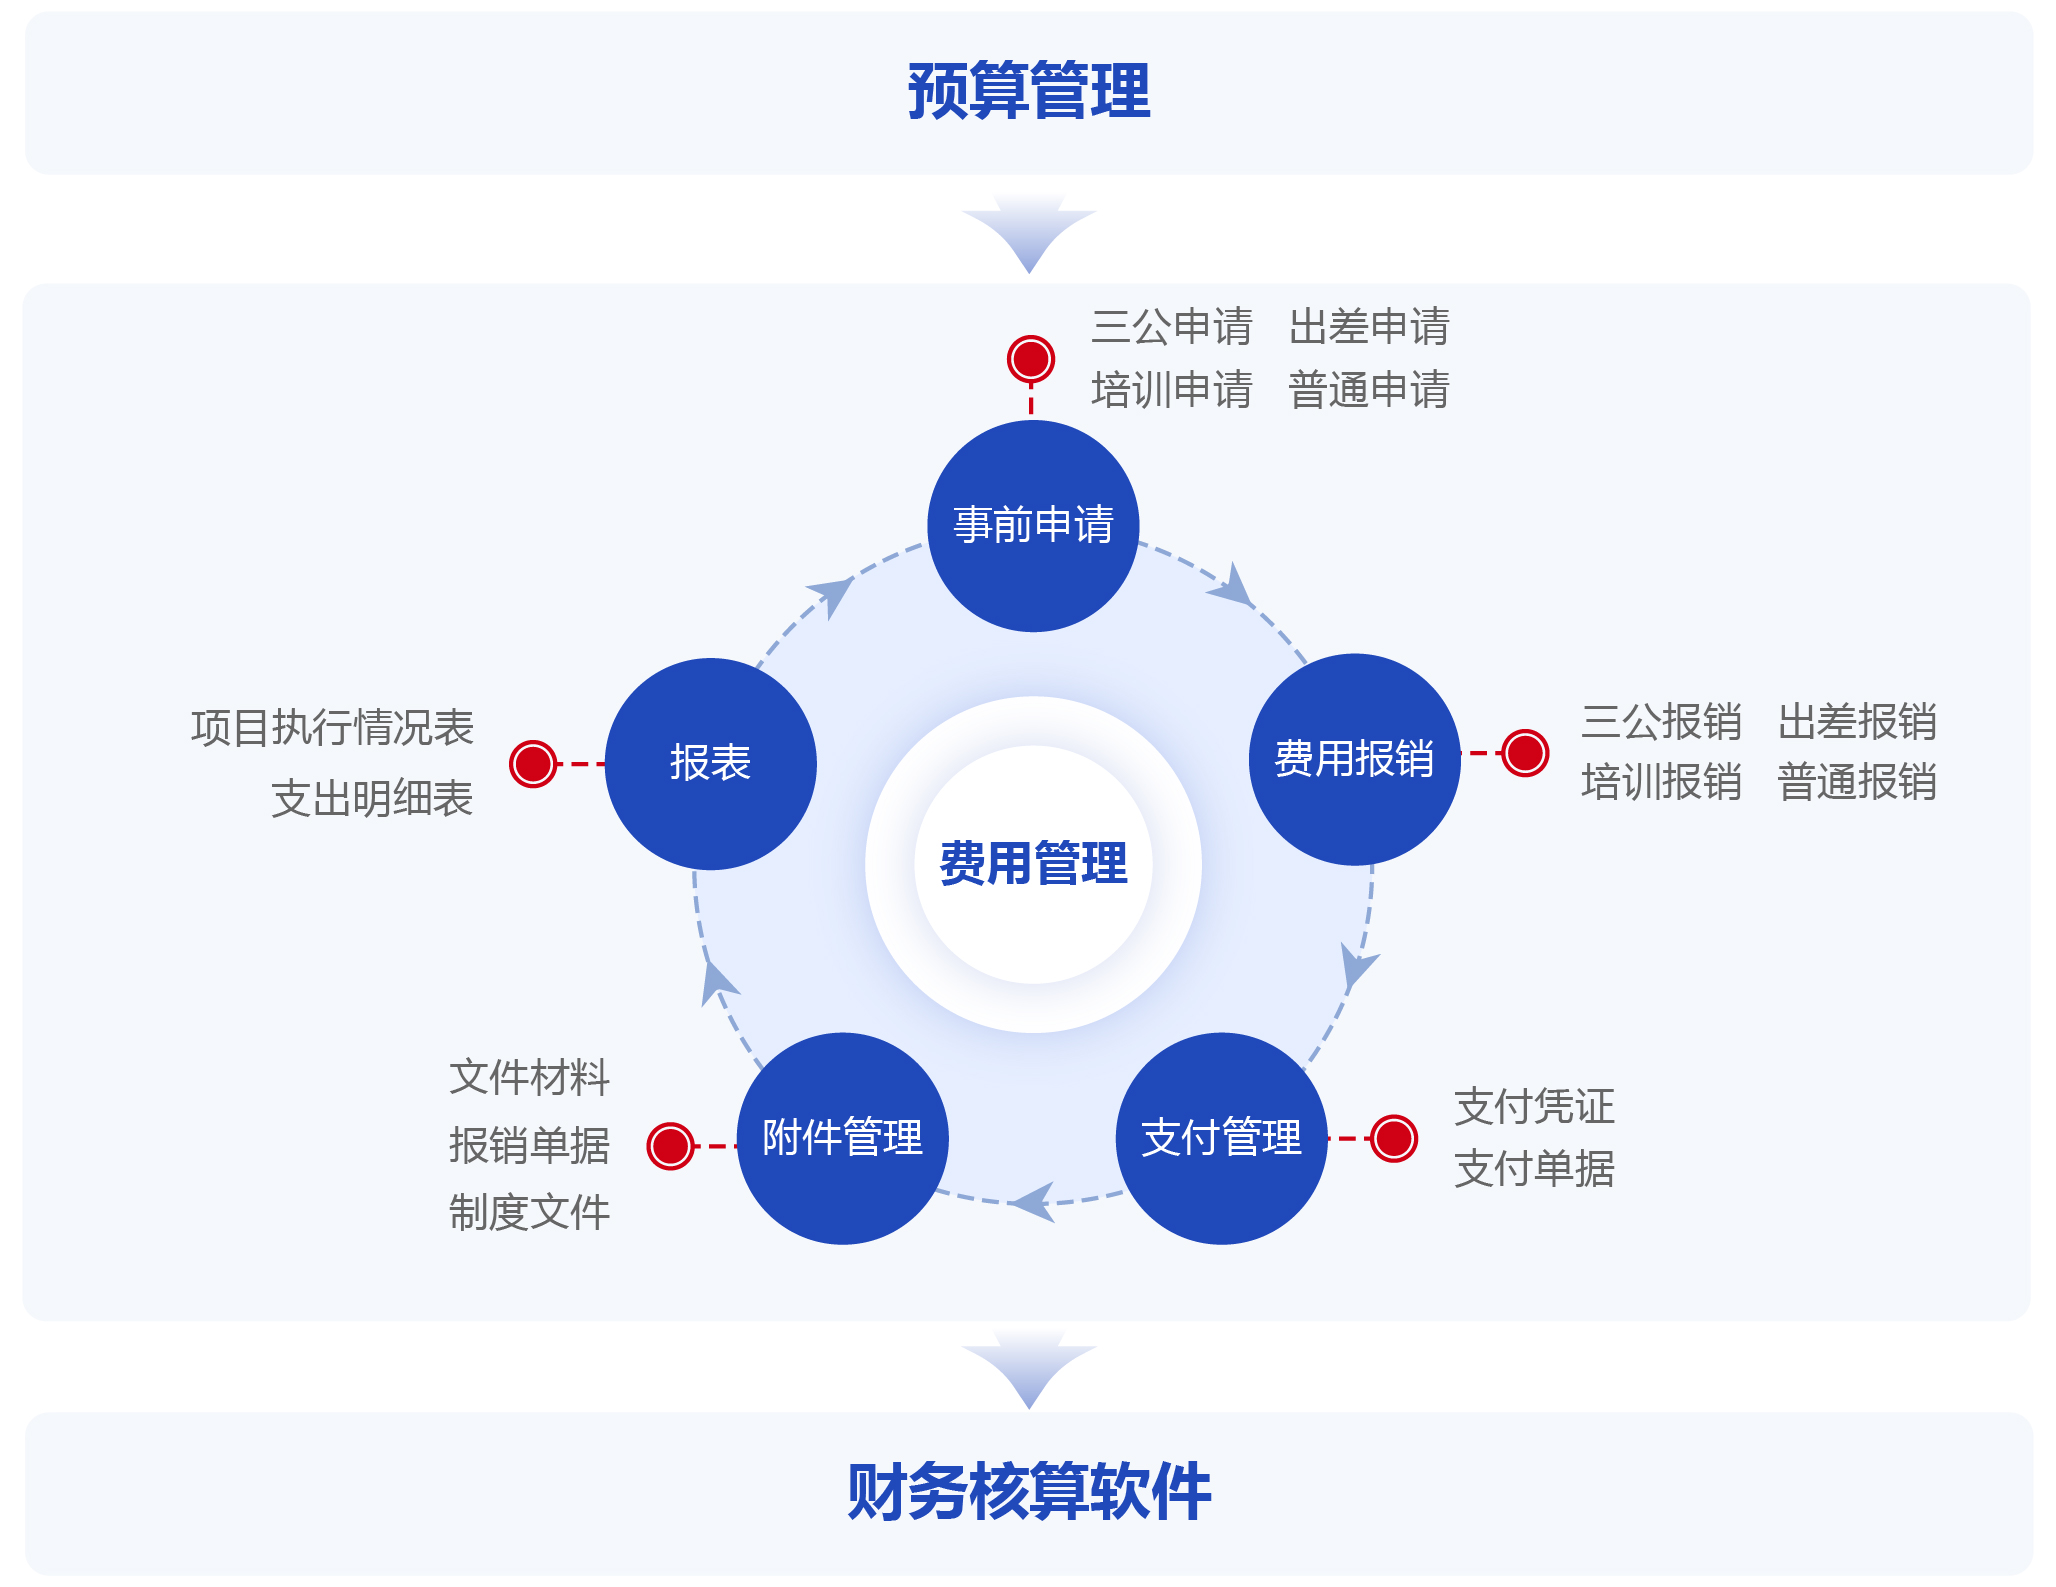 预算管理
三公申请 出差申请
培训申请 普通申请
事前申请
项目执行情况表
支出明细表
报表
费用报销
三公报销 出差报销
培训报销 普通报销
费用管理
文件材料
报销单据
制度文件
附件管理
支付管理
支付凭证
支付单据
财务核算软件